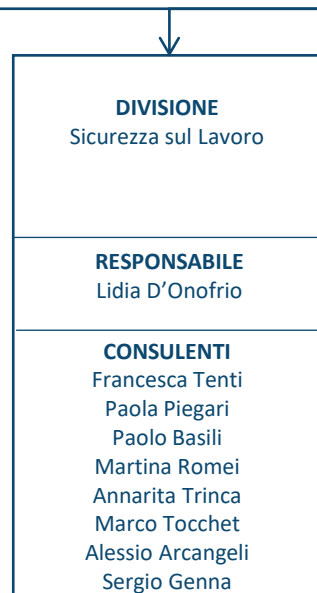 DIVISIONE
Sicurezza sul Lavoro
RESPONSABILE
Lidia D’Onofrio
CONSULENTI
Francesca Tenti
Paola Piegari
Paolo Basili
Martina Romei
Annarita Trinca
Marco Tocchet
Alessio Arcangeli
Sergio Genna